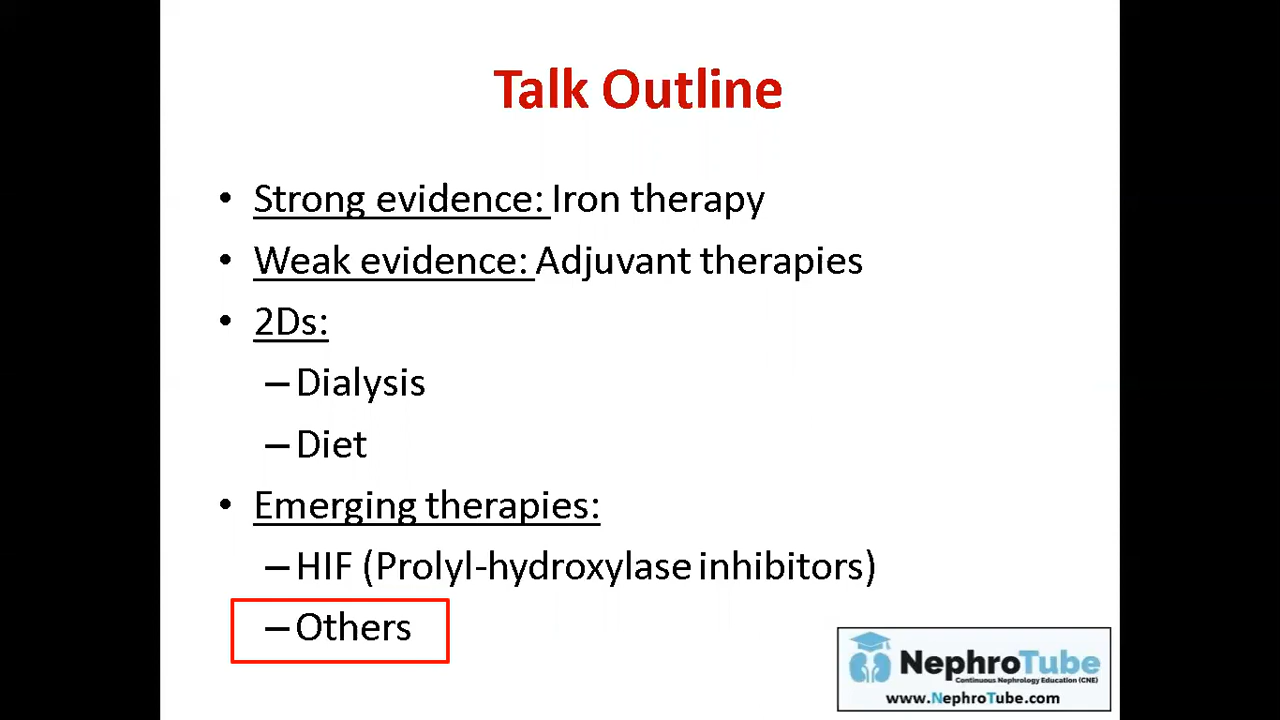 Talk Outline
• Strong evidence: Iron therapy
• Weak evidence: Adjuvant therapies
• 2Ds:
–Dialysis
–Diet
• Emerging therapies:
–HIF (Prolyl-hydroxylase inhibitors)
–Others
NephroTube
Continuous Nephrology Education (CNE)
www.NephroTube.com